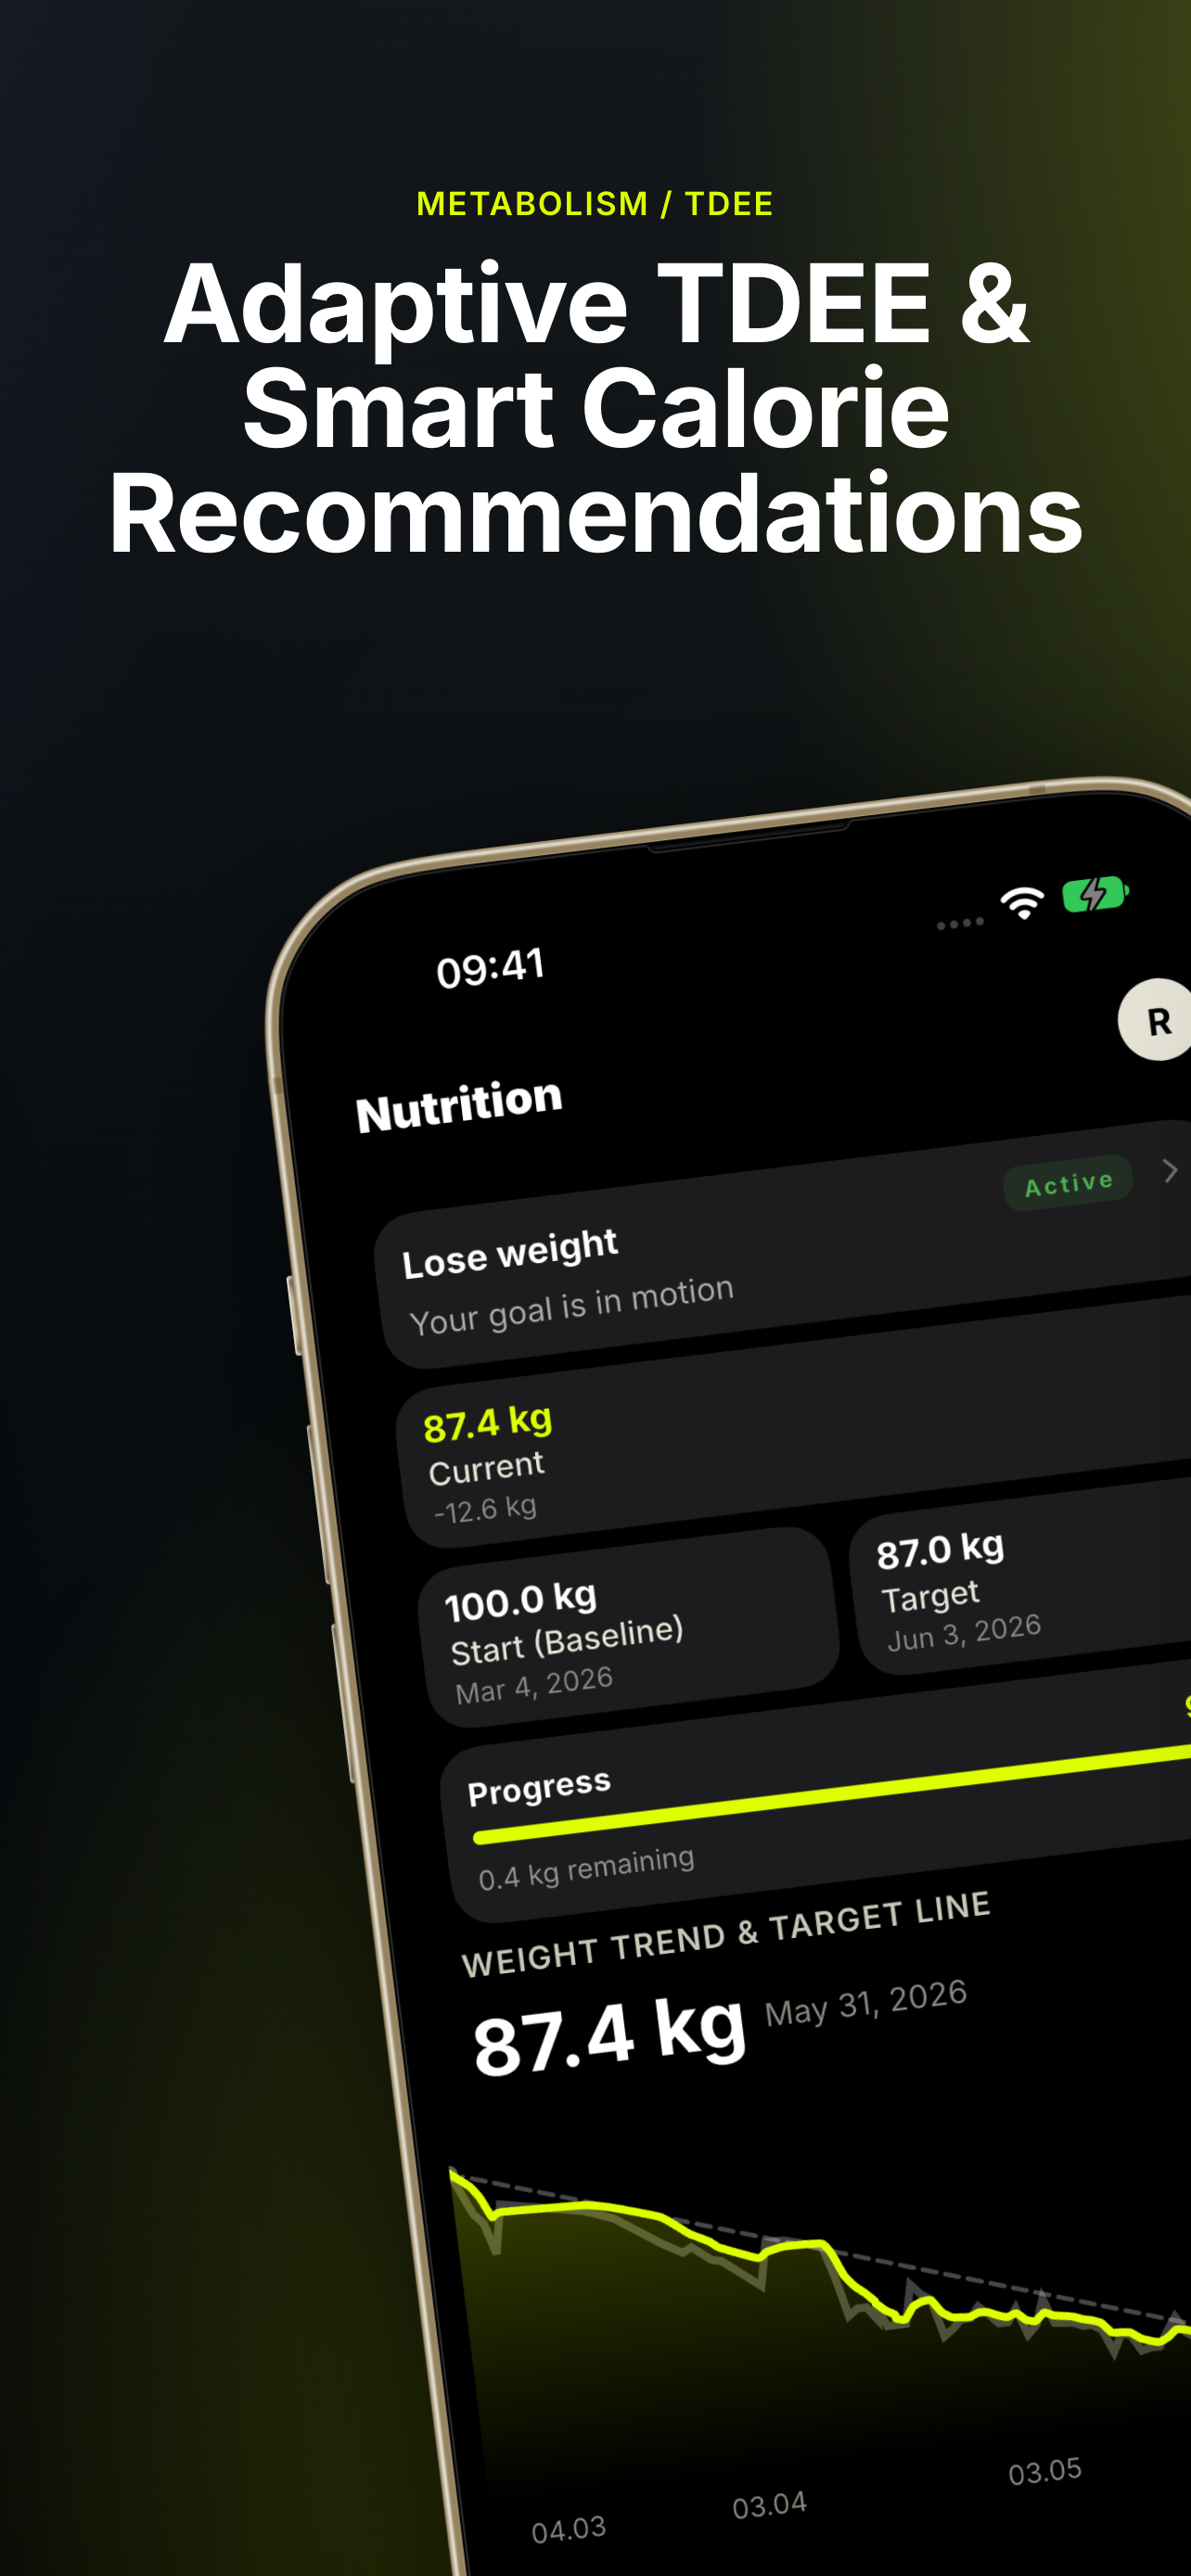 METABOLISM / TDEE
Adaptive TDEE &
Smart Calorie
Recommendations
09:41
R
Nutrition
Active
Lose weight
Your goal is in motion
87.4 kg
Current
-12.6 kg
100.0 kg
Start (Baseline)
Mar 4, 2026
87.0 kg
Target
Jun 3, 2026
Progress
0.4 kg remaining
WEIGHT TREND & TARGET LINE
87.4 kg May 31, 2026
04.03
03.04
03.05